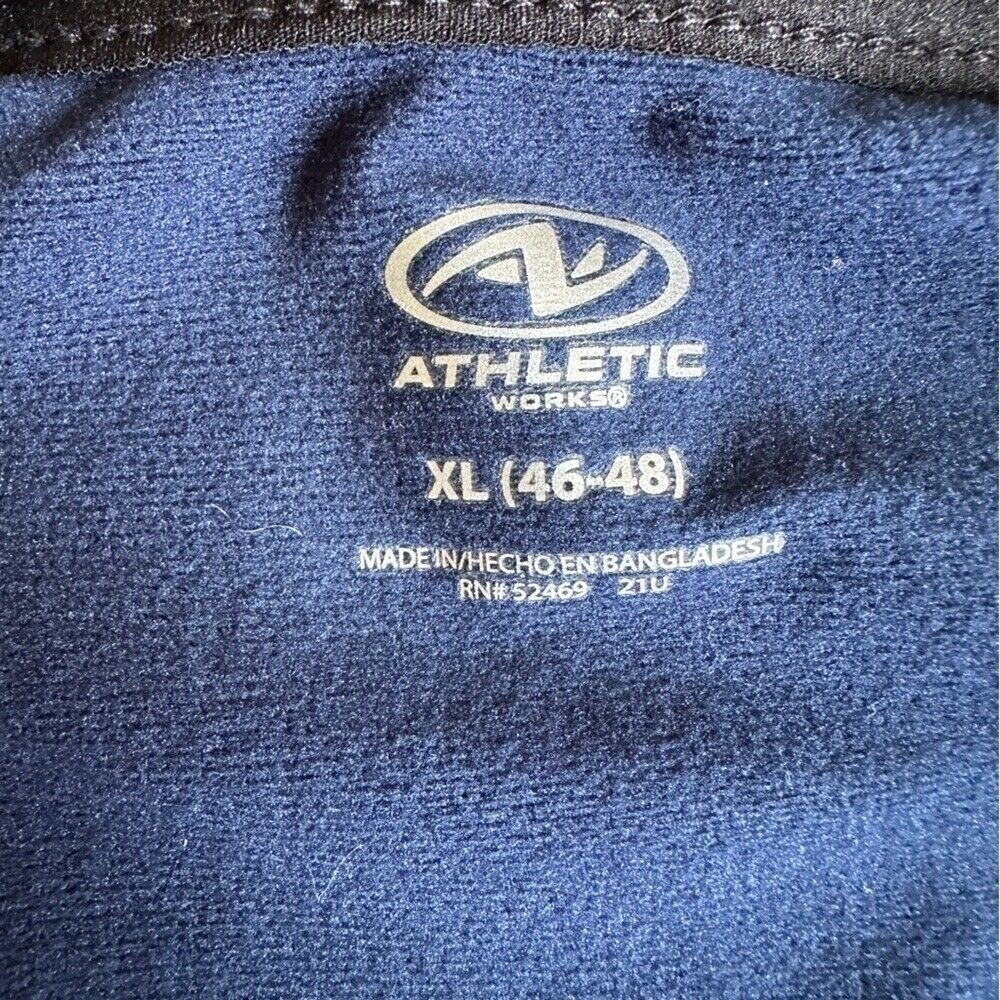 ATHLETIC
WORKS®
XL (46-48)
MADE IN/HECHO EN BANGLADESH
RN# 52469 21U